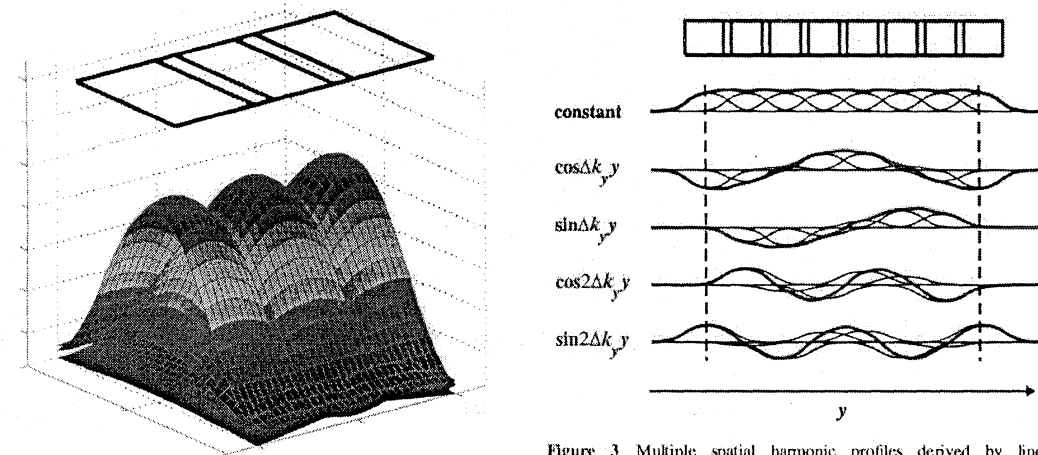 constant
cosΔk_y y
sinΔk_y y
cos2Δk_y y
sin2Δk_y y
y
Figure 3 Multiple spatial harmonic profiles derived by line